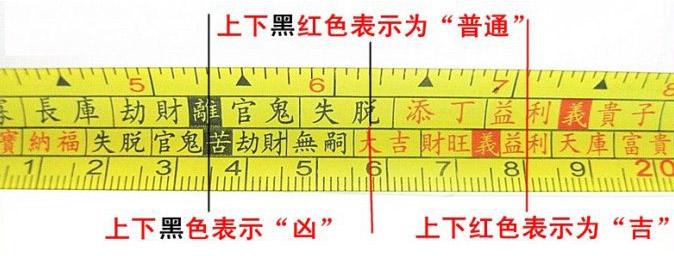 上下黑红色表示为“普通”
5 6 7 8
長庫 劫財 離 官鬼 失脱 添丁 益利 義 貴子
寶 納福 失脱 官鬼 苦 劫財 無嗣 大吉 財旺 義 益利 天庫 富貴
1 2 3 4 5 6 7 8 9 20
上下黑色表示“凶” 上下红色表示为“吉”